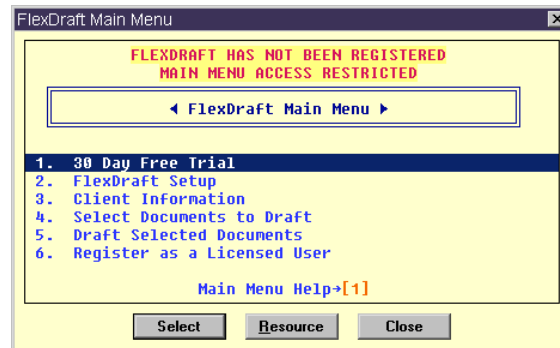 FlexDraft Main Menu
FLEXDRAFT HAS NOT BEEN REGISTERED
MAIN MENU ACCESS RESTRICTED
◄ FlexDraft Main Menu ►
1. 30 Day Free Trial
2. FlexDraft Setup
3. Client Information
4. Select Documents to Draft
5. Draft Selected Documents
6. Register as a Licensed User
Main Menu Help→[1]
Select Resource Close